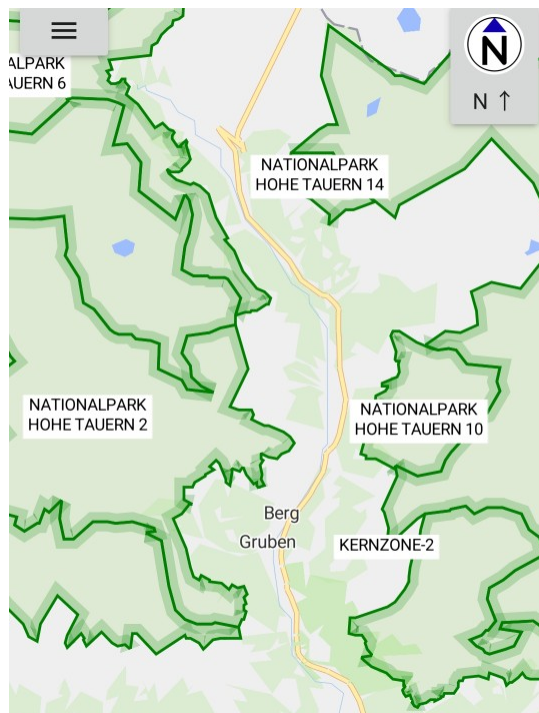 ALPARK
AUERN 6
N
N ↑
NATIONALPARK
HOHE TAUERN 14
NATIONALPARK
HOHE TAUERN 2
NATIONALPARK
HOHE TAUERN 10
Berg
Gruben
KERNZONE-2